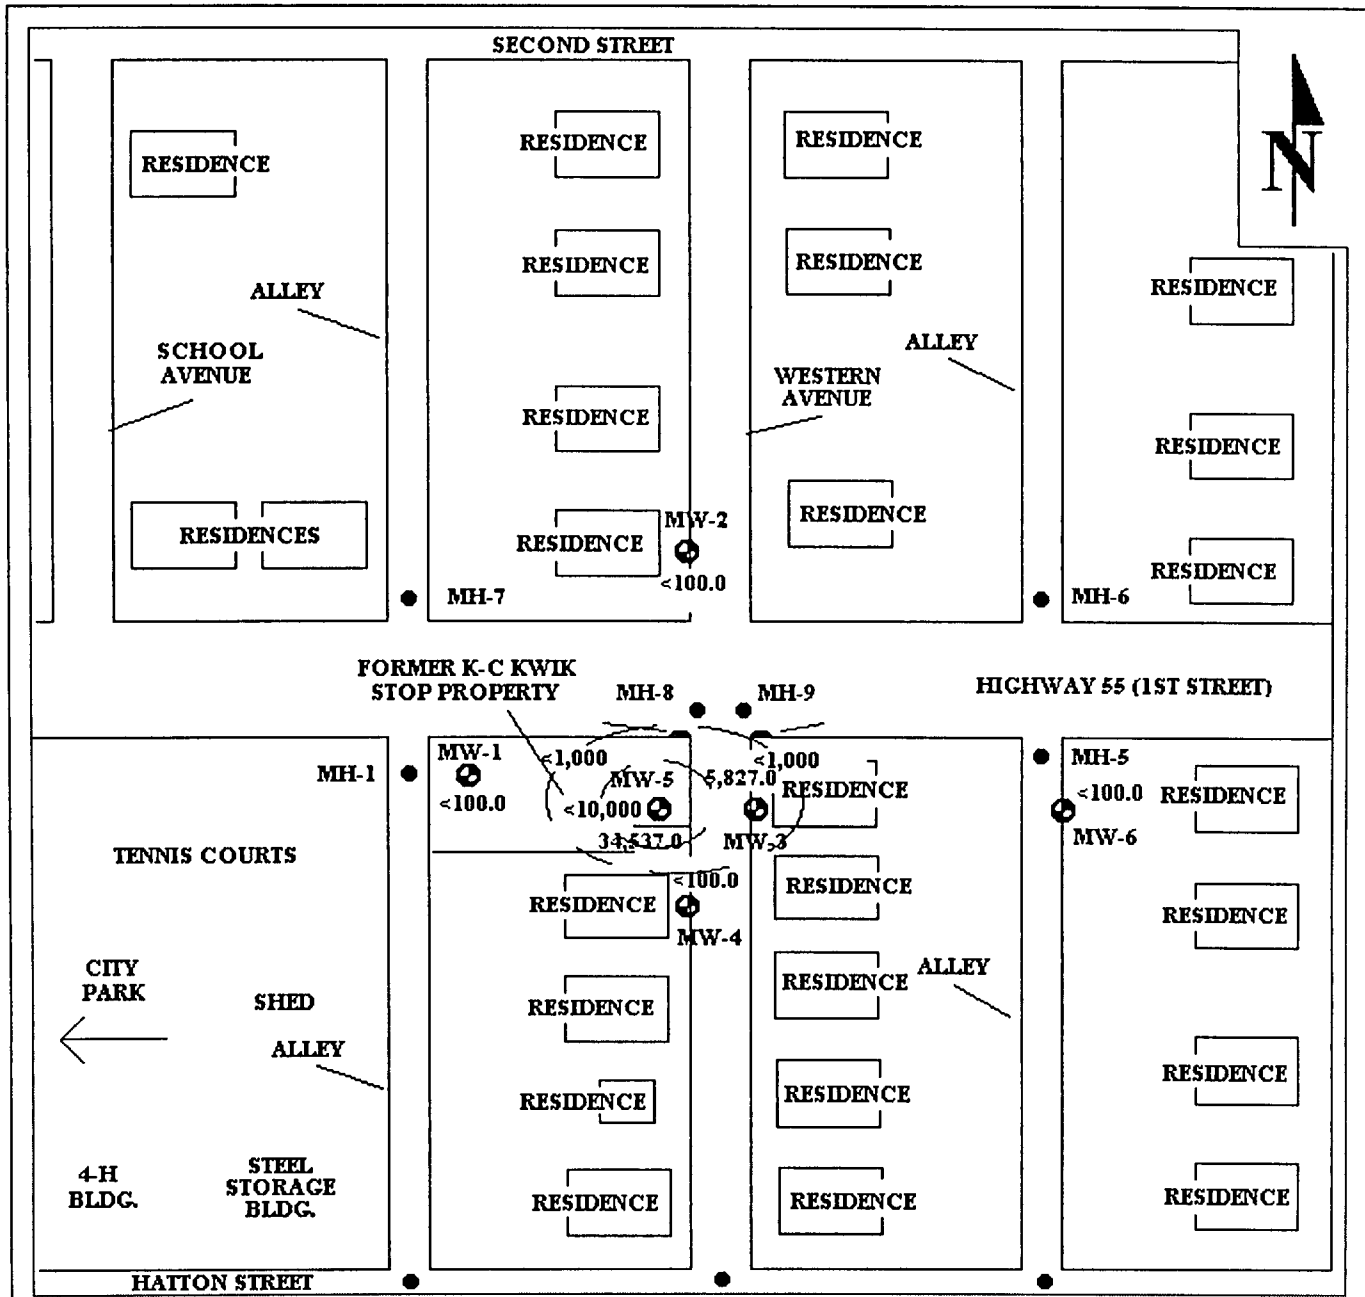 SECOND STREET
N
RESIDENCE
RESIDENCE
RESIDENCE
RESIDENCE
RESIDENCE
RESIDENCE
RESIDENCE
ALLEY
SCHOOL
AVENUE
ALLEY
WESTERN
AVENUE
RESIDENCE
RESIDENCE
RESIDENCES
RESIDENCE
MW-2
<100.0
RESIDENCE
RESIDENCE
MH-7
MH-6
FORMER K-C KWIK
STOP PROPERTY
MH-8
MH-9
HIGHWAY 55 (1ST STREET)
MH-1
MW-1
<100.0
<1,000
MW-5
<10,000
34,537.0
5,827.0
<1,000
RESIDENCE
MW-3
MH-5
<100.0
MW-6
RESIDENCE
TENNIS COURTS
<100.0
RESIDENCE
MW-4
RESIDENCE
RESIDENCE
CITY
PARK
SHED
ALLEY
RESIDENCE
RESIDENCE
ALLEY
RESIDENCE
RESIDENCE
RESIDENCE
4-H
BLDG.
STEEL
STORAGE
BLDG.
RESIDENCE
RESIDENCE
RESIDENCE
HATTON STREET